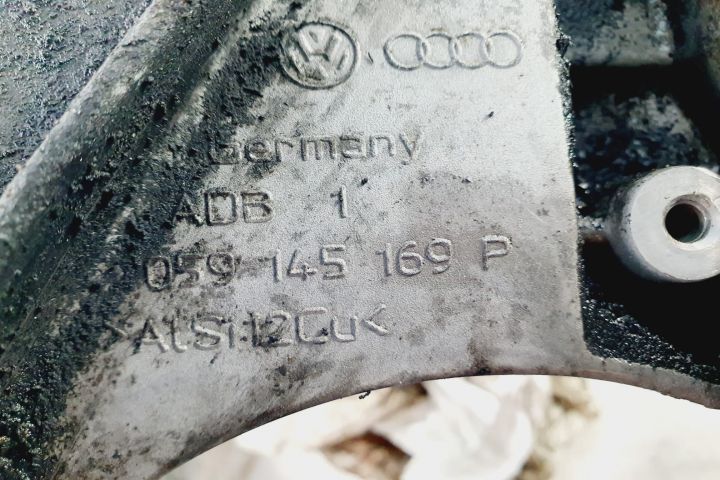 Germany
ADB 1
059 145 169 P
>AlSi12Cu<